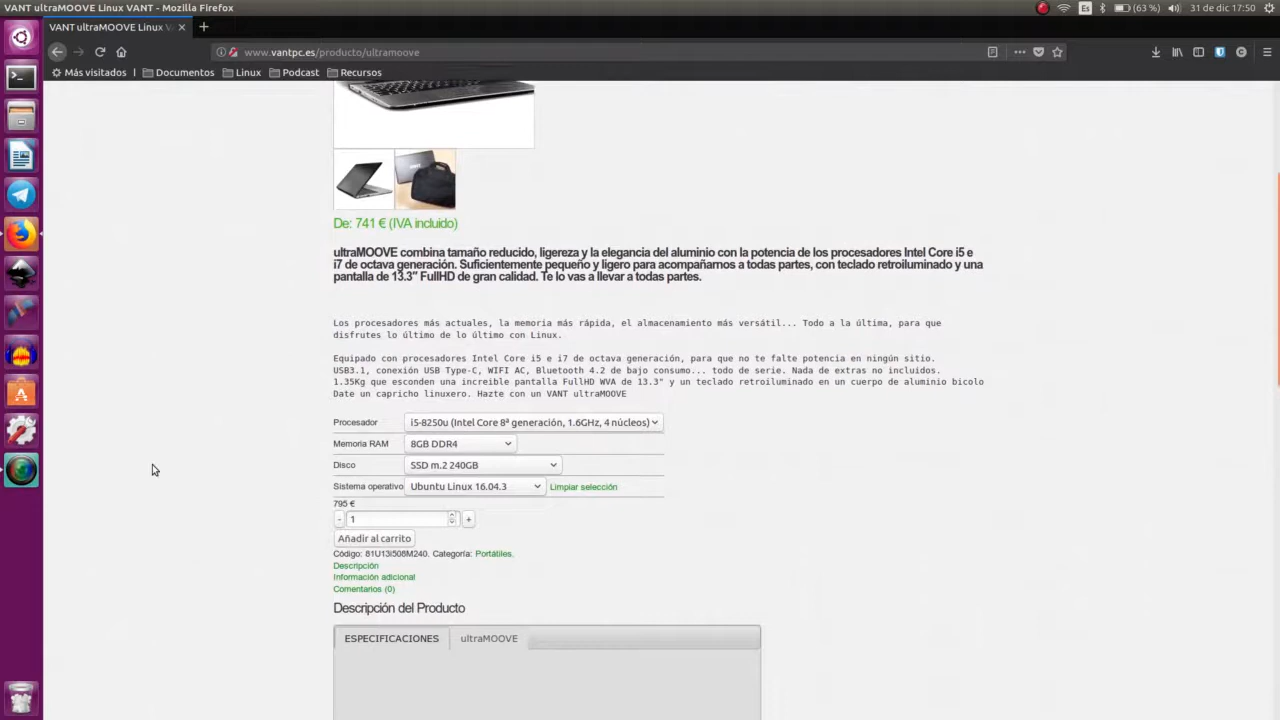 VANT ultraMOOVE Linux VANT - Mozilla Firefox
Es
(63 %)
31 de dic 17:50
VANT ultraMOOVE Linux V
www.vantpc.es/producto/ultramoove
Más visitados
Documentos
Linux
Podcast
Recursos
De: 741 € (IVA incluido)
ultraMOOVE combina tamaño reducido, ligereza y la elegancia del aluminio con la potencia de los procesadores Intel Core i5 e
i7 de octava generación. Suficientemente pequeño y ligero para acompañarnos a todas partes, con teclado retroiluminado y una
pantalla de 13.3" FullHD de gran calidad. Te lo vas a llevar a todas partes.
Los procesadores más actuales, la memoria más rápida, el almacenamiento más versátil... Todo a la última, para que
disfrutes lo último de lo último con Linux.
Equipado con procesadores Intel Core i5 e i7 de octava generación, para que no te falte potencia en ningún sitio.
USB3.1, conexión USB Type-C, WIFI AC, Bluetooth 4.2 de bajo consumo... todo de serie. Nada de extras no incluidos.
1.35Kg que esconden una increible pantalla FullHD WVA de 13.3" y un teclado retroiluminado en un cuerpo de aluminio bicolo
Date un capricho linuxero. Hazte con un VANT ultraMOOVE
Procesador i5-8250u (Intel Core 8ª generación, 1.6GHz, 4 núcleos)
Memoria RAM 8GB DDR4
Disco SSD m.2 240GB
Sistema operativo Ubuntu Linux 16.04.3 Limpiar selección
795 €
- 1 +
Añadir al carrito
Código: 81U13i508M240. Categoría: Portátiles.
Descripción
Información adicional
Comentarios (0)
Descripción del Producto
ESPECIFICACIONES ultraMOOVE